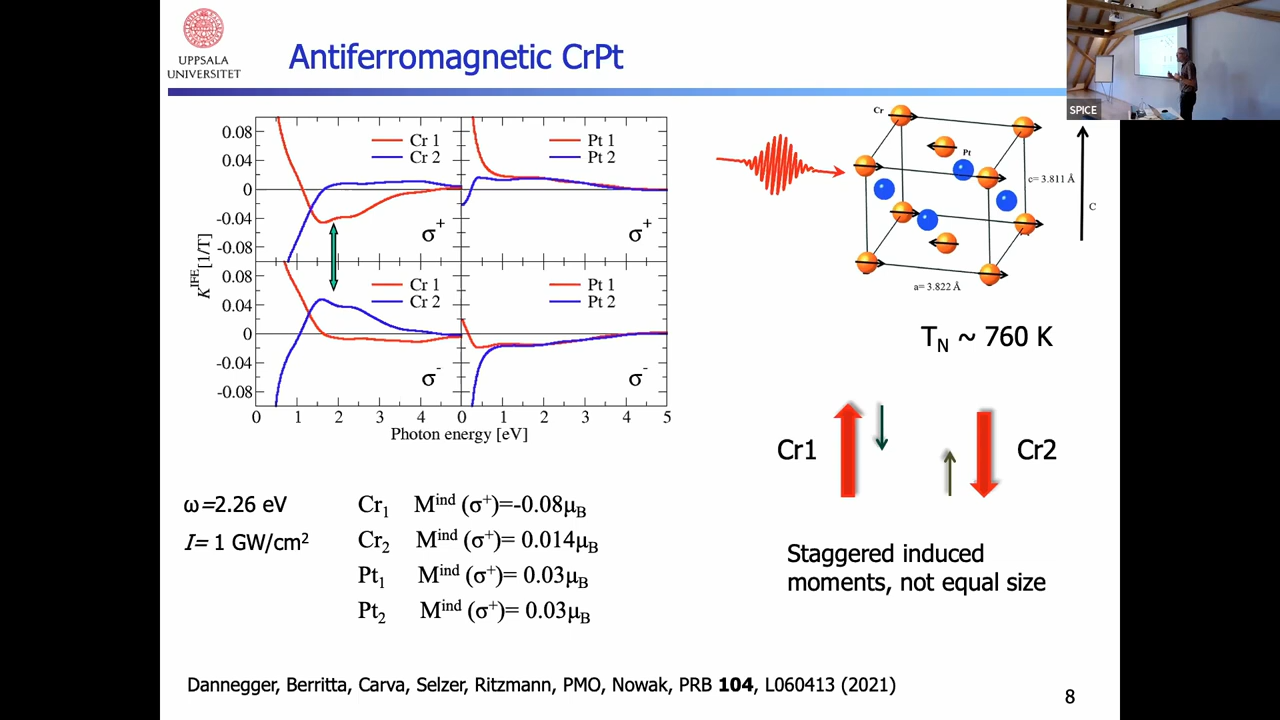 UPPSALA
UNIVERSITET
Antiferromagnetic CrPt
SPICE
0.08
0.04
0
-0.04
-0.08
0.08
0.04
0
-0.04
-0.08
K^IFE [1/T]
Cr 1
Cr 2
σ+
Pt 1
Pt 2
σ+
Cr 1
Cr 2
σ-
Pt 1
Pt 2
σ-
0 1 2 3 4 0 1 2 3 4 5
Photon energy [eV]
Cr
Pt
c= 3.811 Å
C
a= 3.822 Å
T_N ~ 760 K
Cr1
Cr2
Staggered induced
moments, not equal size
ω=2.26 eV
I= 1 GW/cm²
Cr₁ M^ind (σ⁺)=-0.08μ_B
Cr₂ M^ind (σ⁺)= 0.014μ_B
Pt₁ M^ind (σ⁺)= 0.03μ_B
Pt₂ M^ind (σ⁺)= 0.03μ_B
Dannegger, Berritta, Carva, Selzer, Ritzmann, PMO, Nowak, PRB 104, L060413 (2021)
8